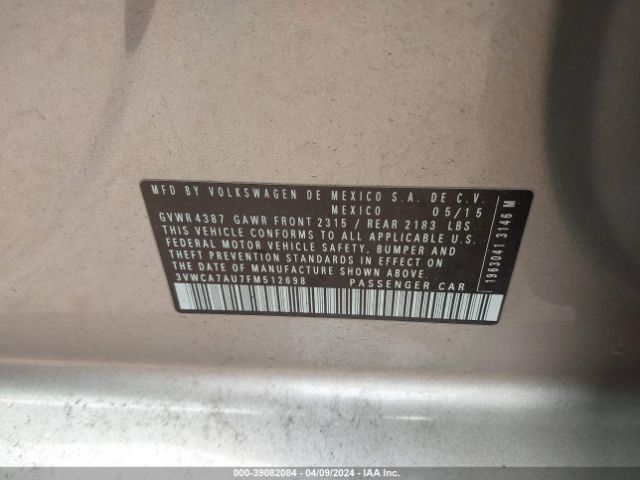 MFD BY VOLKSWAGEN DE MEXICO S.A. DE C.V.
MEXICO 05/15
GVWR 4387 GAWR FRONT 2315 / REAR 2183 LBS
THIS VEHICLE CONFORMS TO ALL APPLICABLE U.S.
FEDERAL MOTOR VEHICLE SAFETY, BUMPER AND
THEFT PREVENTION STANDARDS IN EFFECT ON
THE DATE OF MANUFACTURE SHOWN ABOVE.
3VWCA7AU7FM512698 PASSENGER CAR
1963041 3146 M
000-39082084 - 04/09/2024 - IAA Inc.